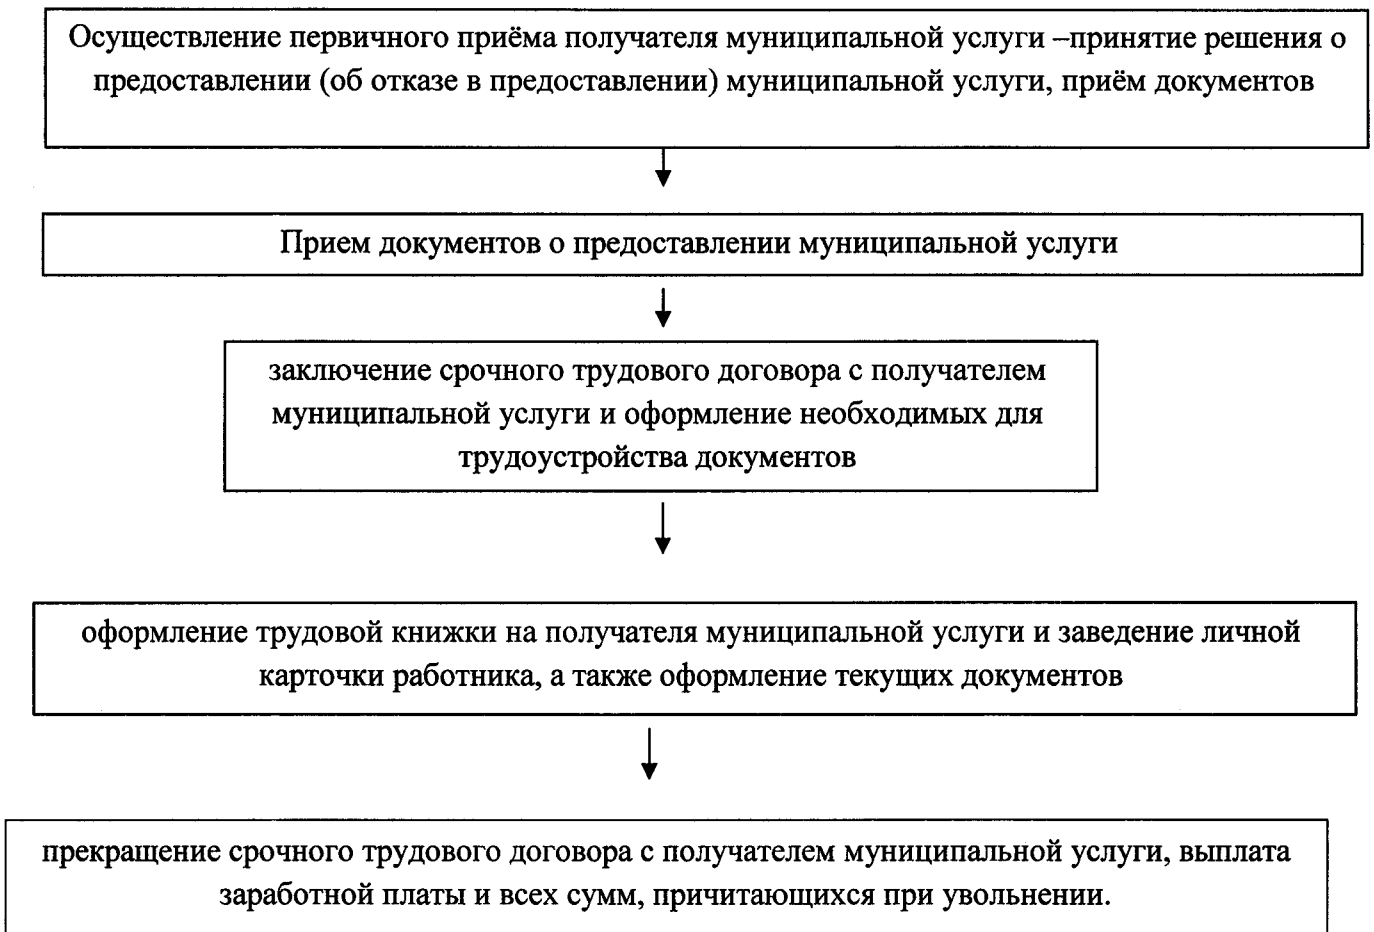 Осуществление первичного приёма получателя муниципальной услуги –принятие решения о
предоставлении (об отказе в предоставлении) муниципальной услуги, приём документов
Прием документов о предоставлении муниципальной услуги
заключение срочного трудового договора с получателем
муниципальной услуги и оформление необходимых для
трудоустройства документов
оформление трудовой книжки на получателя муниципальной услуги и заведение личной
карточки работника, а также оформление текущих документов
прекращение срочного трудового договора с получателем муниципальной услуги, выплата
заработной платы и всех сумм, причитающихся при увольнении.